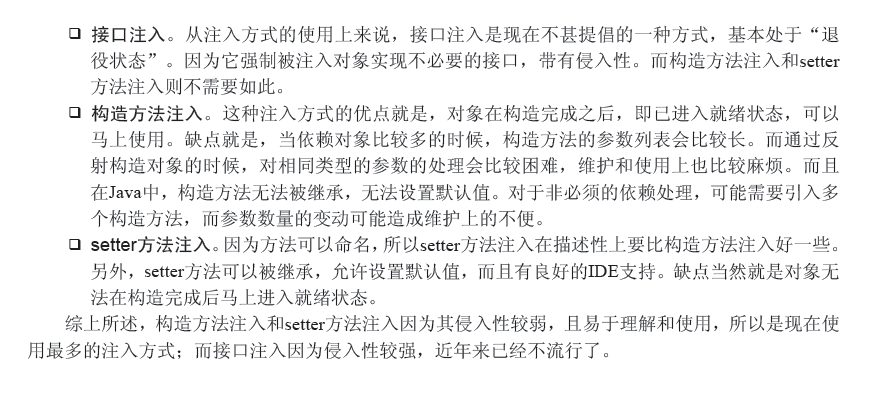 ❑ 接口注入。从注入方式的使用上来说，接口注入是现在不甚提倡的一种方式，基本处于“退
役状态”。因为它强制被注入对象实现不必要的接口，带有侵入性。而构造方法注入和setter
方法注入则不需要如此。
❑ 构造方法注入。这种注入方式的优点就是，对象在构造完成之后，即已进入就绪状态，可以
马上使用。缺点就是，当依赖对象比较多的时候，构造方法的参数列表会比较长。而通过反
射构造对象的时候，对相同类型的参数的处理会比较困难，维护和使用上也比较麻烦。而且
在Java中，构造方法无法被继承，无法设置默认值。对于非必须的依赖处理，可能需要引入多
个构造方法，而参数数量的变动可能造成维护上的不便。
❑ setter方法注入。因为方法可以命名，所以setter方法注入在描述性上要比构造方法注入好一些。
另外，setter方法可以被继承，允许设置默认值，而且有良好的IDE支持。缺点当然就是对象无
法在构造完成后马上进入就绪状态。
综上所述，构造方法注入和setter方法注入因为其侵入性较弱，且易于理解和使用，所以是现在使
用最多的注入方式；而接口注入因为侵入性较强，近年来已经不流行了。